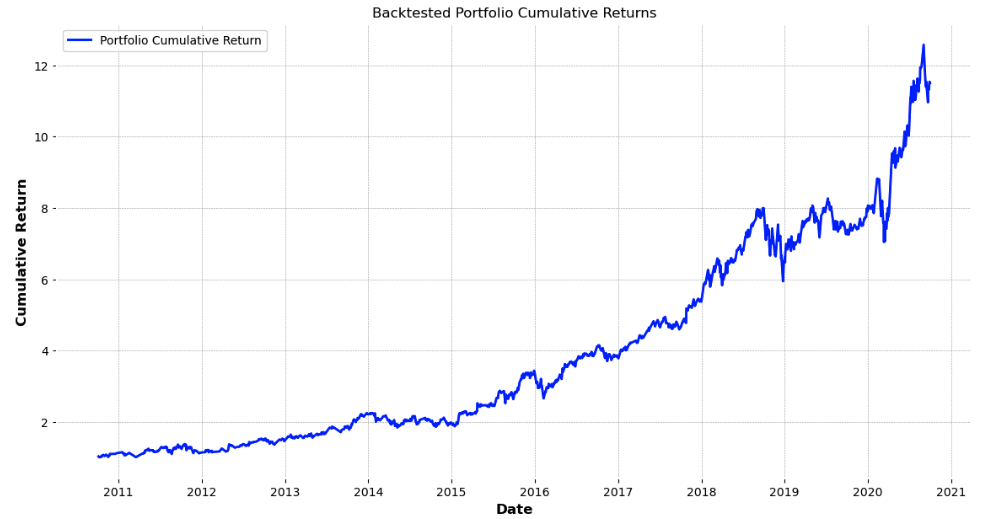 Backtested Portfolio Cumulative Returns
Portfolio Cumulative Return
12
10
8
6
4
2
Cumulative Return
2011 2012 2013 2014 2015 2016 2017 2018 2019 2020 2021
Date